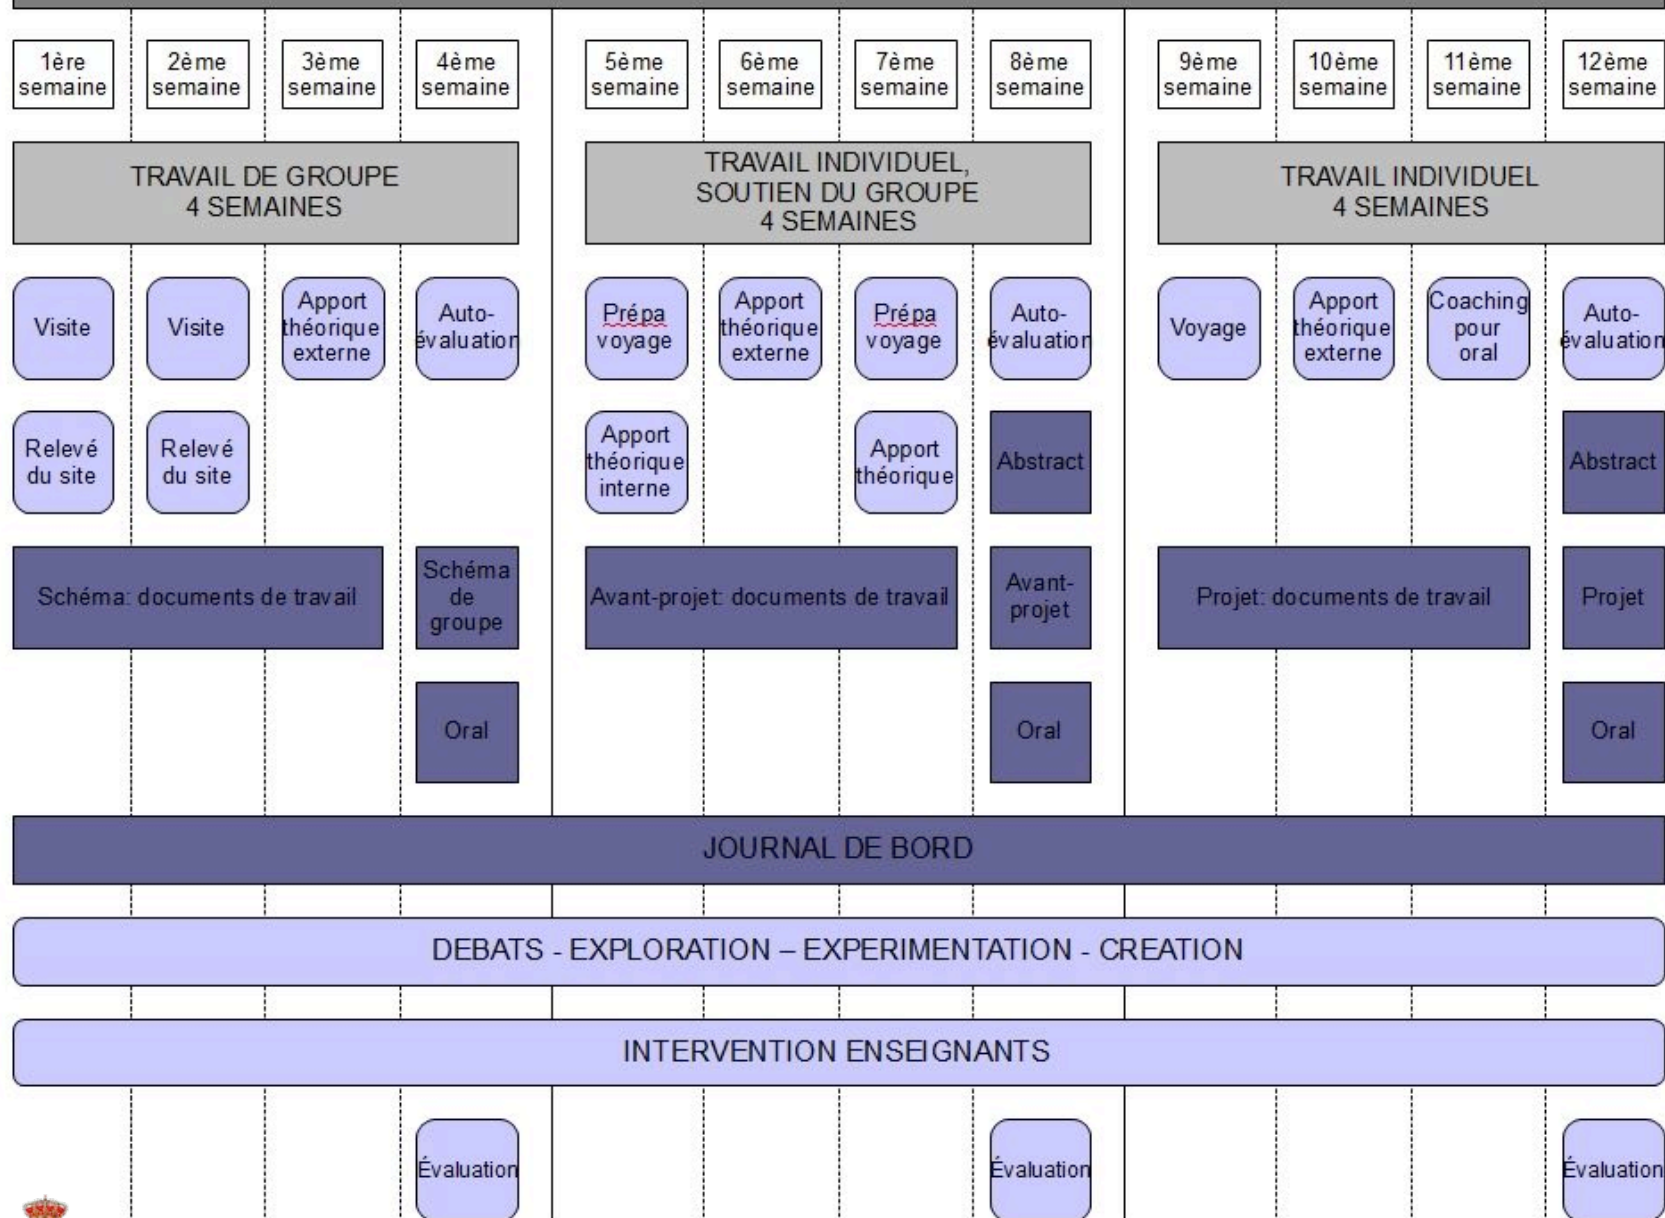 1ère
semaine
2ème
semaine
3ème
semaine
4ème
semaine
5ème
semaine
6ème
semaine
7ème
semaine
8ème
semaine
9ème
semaine
10ème
semaine
11ème
semaine
12ème
semaine
TRAVAIL DE GROUPE
4 SEMAINES
TRAVAIL INDIVIDUEL,
SOUTIEN DU GROUPE
4 SEMAINES
TRAVAIL INDIVIDUEL
4 SEMAINES
Visite
Visite
Apport
théorique
externe
Auto-
évaluation
Prépa
voyage
Apport
théorique
externe
Prépa
voyage
Auto-
évaluation
Voyage
Apport
théorique
externe
Coaching
pour
oral
Auto-
évaluation
Relevé
du site
Relevé
du site
Apport
théorique
interne
Apport
théorique
Abstract
Abstract
Schéma: documents de travail
Schéma
de
groupe
Avant-projet: documents de travail
Avant-
projet
Projet: documents de travail
Projet
Oral
Oral
Oral
JOURNAL DE BORD
DEBATS - EXPLORATION – EXPERIMENTATION - CREATION
INTERVENTION ENSEIGNANTS
Évaluation
Évaluation
Évaluation